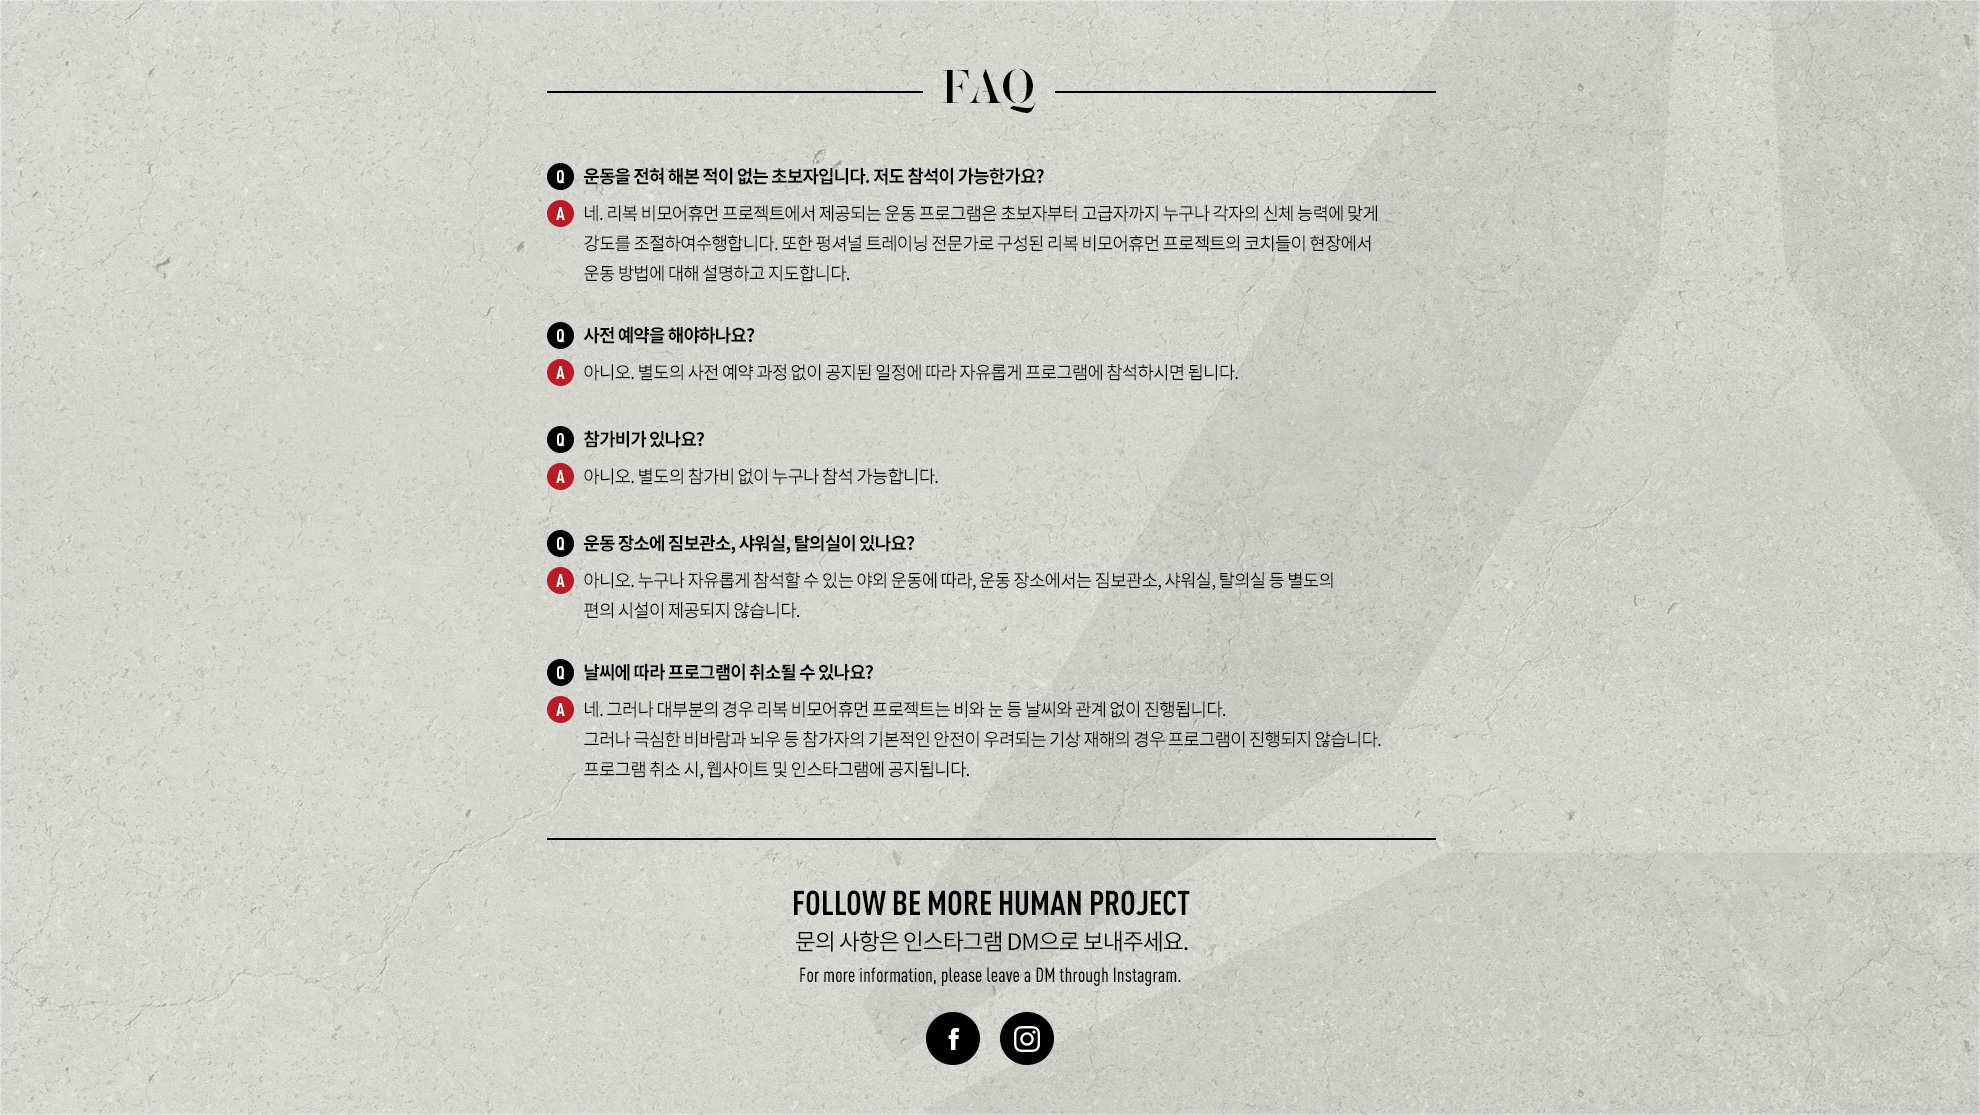 FAQ
Q 운동을 전혀 해본 적이 없는 초보자입니다. 저도 참석이 가능한가요?
A 네. 리복 비모어휴먼 프로젝트에서 제공되는 운동 프로그램은 초보자부터 고급자까지 누구나 각자의 신체 능력에 맞게
강도를 조절하여수행합니다. 또한 펑셔널 트레이닝 전문가로 구성된 리복 비모어휴먼 프로젝트의 코치들이 현장에서
운동 방법에 대해 설명하고 지도합니다.
Q 사전 예약을 해야하나요?
A 아니오. 별도의 사전 예약 과정 없이 공지된 일정에 따라 자유롭게 프로그램에 참석하시면 됩니다.
Q 참가비가 있나요?
A 아니오. 별도의 참가비 없이 누구나 참석 가능합니다.
Q 운동 장소에 짐보관소, 샤워실, 탈의실이 있나요?
A 아니오. 누구나 자유롭게 참석할 수 있는 야외 운동에 따라, 운동 장소에서는 짐보관소, 샤워실, 탈의실 등 별도의
편의 시설이 제공되지 않습니다.
Q 날씨에 따라 프로그램이 취소될 수 있나요?
A 네. 그러나 대부분의 경우 리복 비모어휴먼 프로젝트는 비와 눈 등 날씨와 관계 없이 진행됩니다.
그러나 극심한 비바람과 뇌우 등 참가자의 기본적인 안전이 우려되는 기상 재해의 경우 프로그램이 진행되지 않습니다.
프로그램 취소 시, 웹사이트 및 인스타그램에 공지됩니다.
FOLLOW BE MORE HUMAN PROJECT
문의 사항은 인스타그램 DM으로 보내주세요.
For more information, please leave a DM through Instagram.